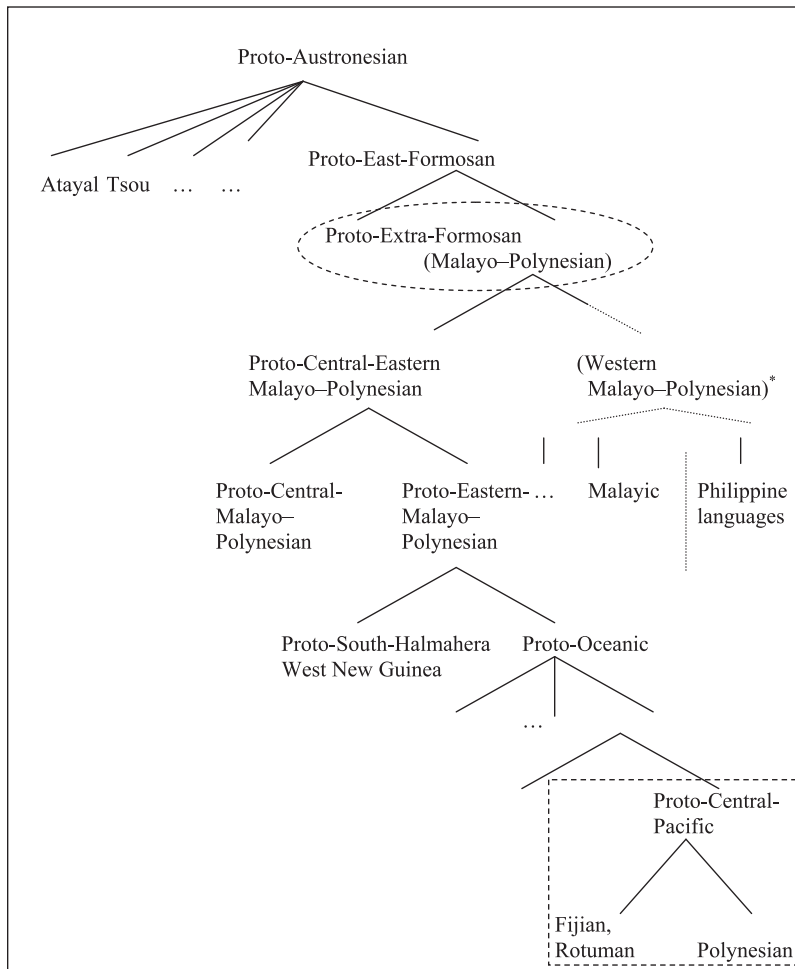 Proto-Austronesian
Proto-East-Formosan
Atayal Tsou … …
Proto-Extra-Formosan
(Malayo–Polynesian)
Proto-Central-Eastern
Malayo–Polynesian
(Western
Malayo–Polynesian)*
Proto-Central-
Malayo–
Polynesian
Proto-Eastern-
Malayo–
Polynesian
…
Malayic
Philippine
languages
Proto-South-Halmahera
West New Guinea
Proto-Oceanic
…
Proto-Central-
Pacific
Fijian,
Rotuman
Polynesian